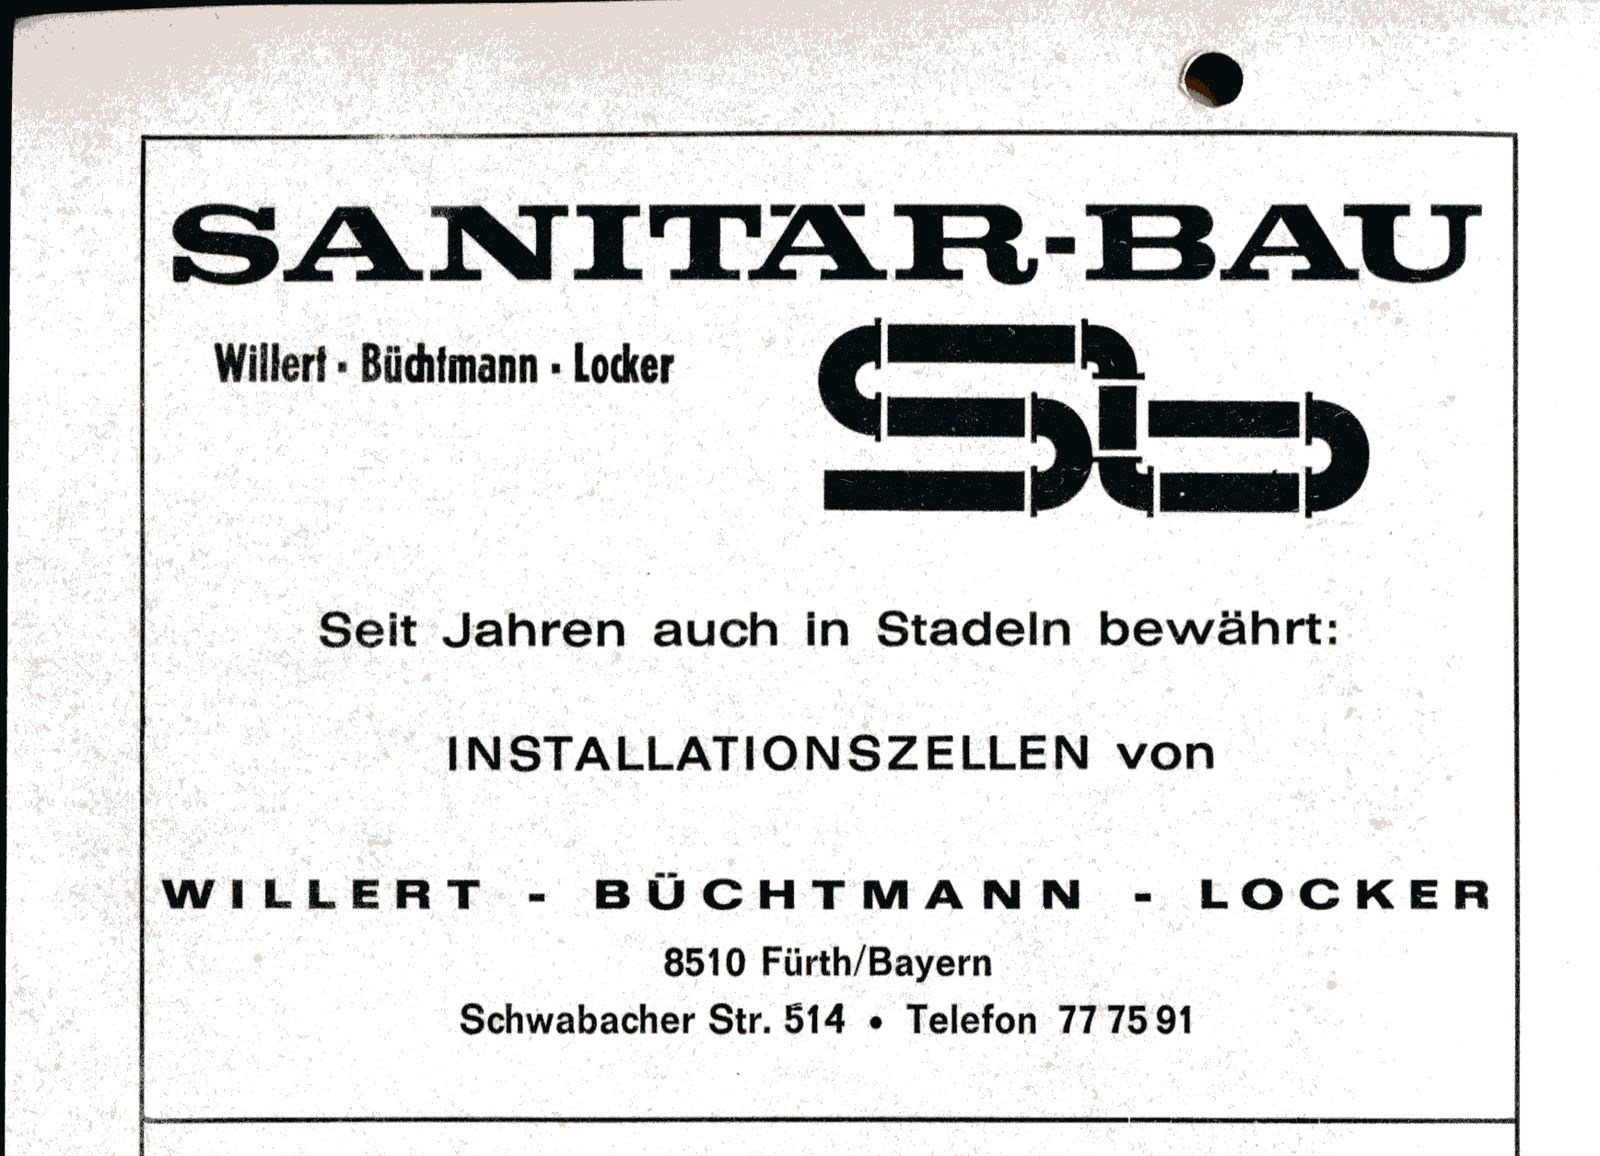 SANITÄR-BAU
Willert · Büchtmann · Locker
Sb
Seit Jahren auch in Stadeln bewährt:
INSTALLATIONSZELLEN von
WILLERT - BÜCHTMANN - LOCKER
8510 Fürth/Bayern
Schwabacher Str. 514 • Telefon 77 75 91